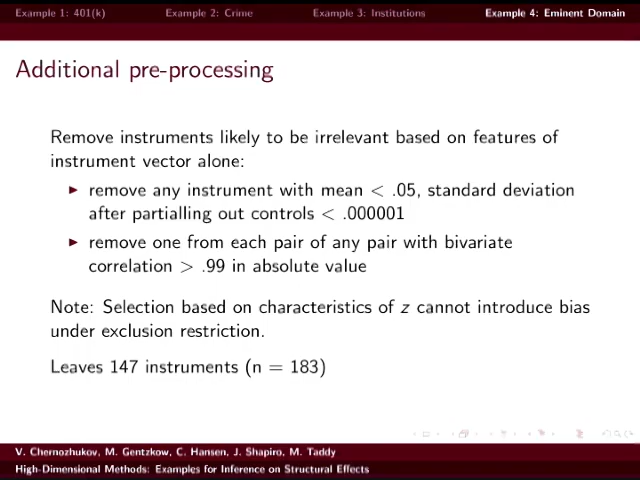 Example 1: 401(k) Example 2: Crime Example 3: Institutions Example 4: Eminent Domain
Additional pre-processing
Remove instruments likely to be irrelevant based on features of
instrument vector alone:
► remove any instrument with mean < .05, standard deviation
after partialling out controls < .000001
► remove one from each pair of any pair with bivariate
correlation > .99 in absolute value
Note: Selection based on characteristics of z cannot introduce bias
under exclusion restriction.
Leaves 147 instruments (n = 183)
V. Chernozhukov, M. Gentzkow, C. Hansen, J. Shapiro, M. Taddy
High-Dimensional Methods: Examples for Inference on Structural Effects